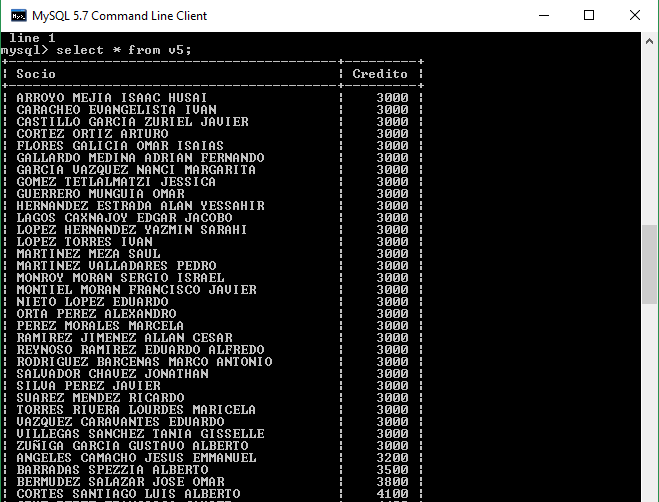 MySQL 5.7 Command Line Client
line 1
mysql> select * from v5;
Socio Credito
ARROYO MEJIA ISAAC HUSAI 3000
CARACHEO EVANGELISTA IVAN 3000
CASTILLO GARCIA ZURIEL JAVIER 3000
CORTEZ ORTIZ ARTURO 3000
FLORES GALICIA OMAR ISAIAS 3000
GALLARDO MEDINA ADRIAN FERNANDO 3000
GARCIA VAZQUEZ NANCI MARGARITA 3000
GOMEZ TETLALMATZI JESSICA 3000
GUERRERO MUNGUIA OMAR 3000
HERNANDEZ ESTRADA ALAN YESSAHIR 3000
LAGOS CAXNAJOY EDGAR JACOBO 3000
LOPEZ HERNANDEZ YAZMIN SARAHI 3000
LOPEZ TORRES IVAN 3000
MARTINEZ MEZA SAUL 3000
MARTINEZ VALLADARES PEDRO 3000
MONROY MORAN SERGIO ISRAEL 3000
MONTIEL MORAN FRANCISCO JAVIER 3000
NIETO LOPEZ EDUARDO 3000
ORTA PEREZ ALEXANDRO 3000
PEREZ MORALES MARCELA 3000
RAMIREZ JIMENEZ ALLAN CESAR 3000
REYNOSO RAMIREZ EDUARDO ALFREDO 3000
RODRIGUEZ BARCENAS MARCO ANTONIO 3000
SALVADOR CHAVEZ JONATHAN 3000
SILVA PEREZ JAVIER 3000
SUAREZ MENDEZ RICARDO 3000
TORRES RIVERA LOURDES MARICELA 3000
VAZQUEZ CARAVANTES EDUARDO 3000
VILLEGAS SANCHEZ TANIA GISSELLE 3000
ZUÑIGA GARCIA GUSTAVO ALBERTO 3000
ANGELES CAMACHO JESUS EMMANUEL 3200
BARRADAS SPEZZIA ALBERTO 3500
BERMUDEZ SALAZAR JOSE OMAR 3800
CORTES SANTIAGO LUIS ALBERTO 4100